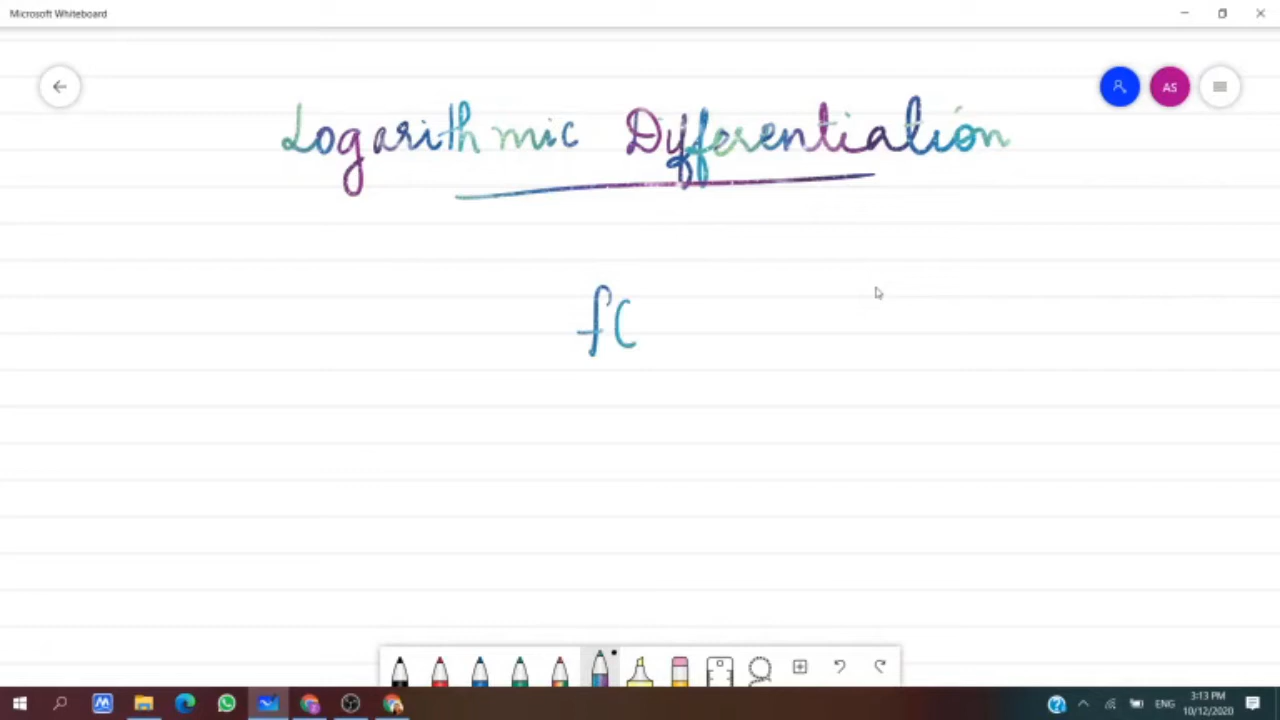 Microsoft Whiteboard
AS
Logarithmic Differentiation
f(
ENG
3:13 PM
10/12/2020